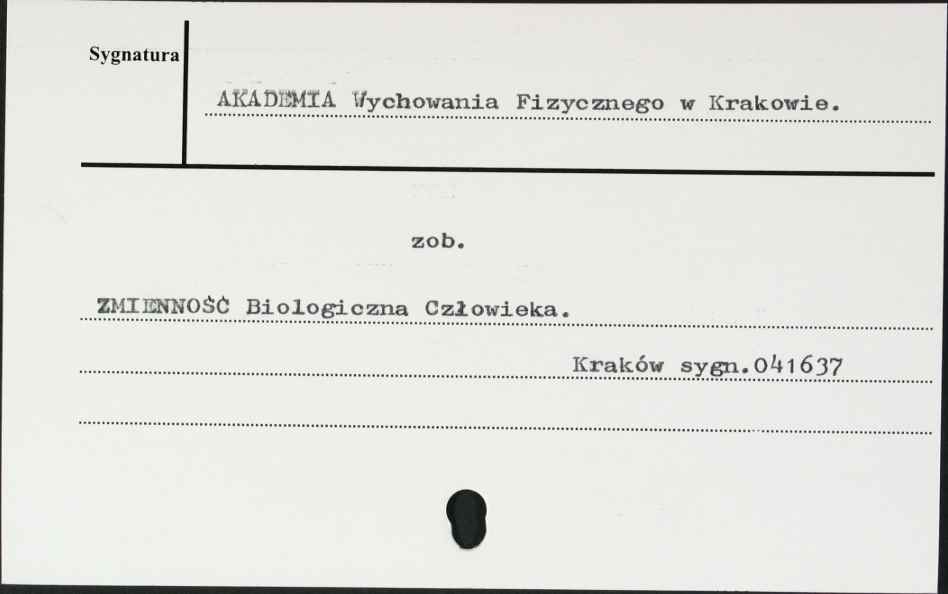 Sygnatura
AKADEMIA Wychowania Fizycznego w Krakowie.
zob.
ZMIENNOŚĆ Biologiczna Człowieka.
Kraków sygn.041637